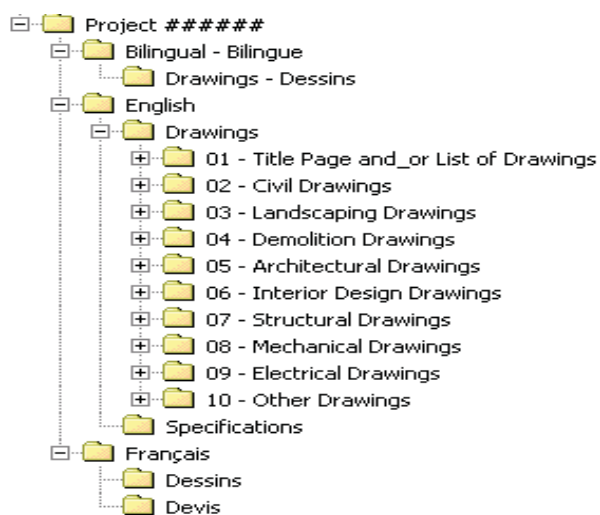 Project ######
Bilingual - Bilingue
Drawings - Dessins
English
Drawings
01 - Title Page and_or List of Drawings
02 - Civil Drawings
03 - Landscaping Drawings
04 - Demolition Drawings
05 - Architectural Drawings
06 - Interior Design Drawings
07 - Structural Drawings
08 - Mechanical Drawings
09 - Electrical Drawings
10 - Other Drawings
Specifications
Français
Dessins
Devis